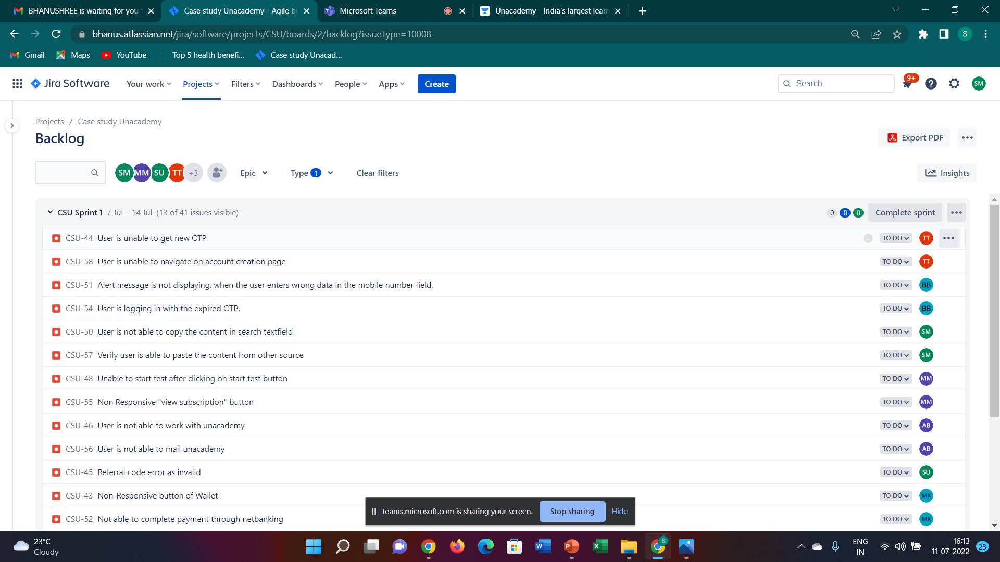 BHANUSHREE is waiting for you
Case study Unacademy - Agile b
Microsoft Teams
Unacademy - India's largest learn
bhanus.atlassian.net/jira/software/projects/CSU/boards/2/backlog?issueType=10008
S
Gmail
Maps
YouTube
Top 5 health benefi...
Case study Unacad...
Jira Software
Your work
Projects
Filters
Dashboards
People
Apps
Create
Search
9+
SM
Projects / Case study Unacademy
Backlog
Export PDF
SM MM SU TT +3
Epic
Type 1
Clear filters
Insights
CSU Sprint 1 7 Jul – 14 Jul (13 of 41 issues visible)
0 0 0 Complete sprint
CSU-44 User is unable to get new OTP - TO DO TT
CSU-58 User is unable to navigate on account creation page TO DO TT
CSU-51 Alert message is not displaying. when the user enters wrong data in the mobile number field. TO DO BB
CSU-54 User is logging in with the expired OTP. TO DO BB
CSU-50 User is not able to copy the content in search textfield TO DO SM
CSU-57 Verify user is able to paste the content from other source TO DO SM
CSU-48 Unable to start test after clicking on start test button TO DO MM
CSU-55 Non Responsive "view subscription" button TO DO MM
CSU-46 User is not able to work with unacademy TO DO AB
CSU-56 User is not able to mail unacademy TO DO AB
CSU-45 Referral code error as invalid TO DO SU
CSU-43 Non-Responsive button of Wallet TO DO MK
CSU-52 Not able to complete payment through netbanking TO DO MK
teams.microsoft.com is sharing your screen. Stop sharing Hide
23°C
Cloudy
S
ENG
IN
16:13
11-07-2022
23